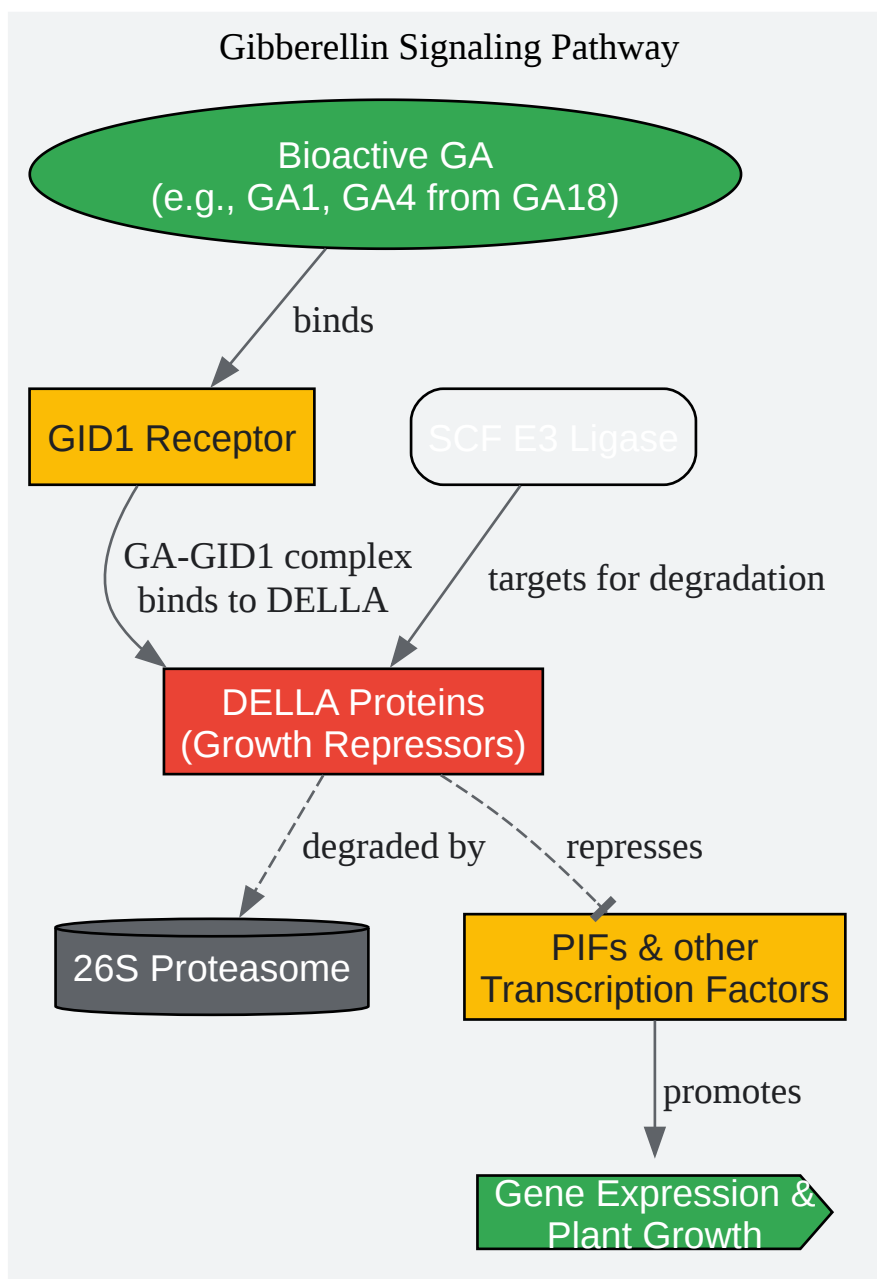 Gibberellin Signaling Pathway
Bioactive GA
(e.g., GA1, GA4 from GA18)
binds
GID1 Receptor
SCF E3 Ligase
GA-GID1 complex
binds to DELLA
targets for degradation
DELLA Proteins
(Growth Repressors)
degraded by
represses
26S Proteasome
PIFs & other
Transcription Factors
promotes
Gene Expression &
Plant Growth